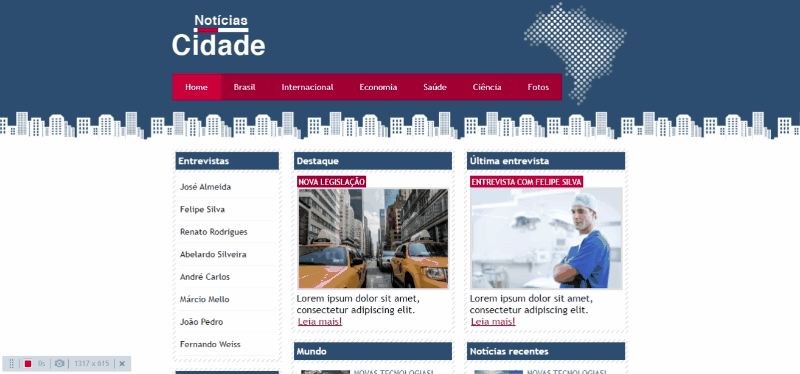 Notícias
Cidade
Home Brasil Internacional Economia Saúde Ciência Fotos
Entrevistas
José Almeida
Felipe Silva
Renato Rodrigues
Abelardo Silveira
André Carlos
Márcio Mello
João Pedro
Fernando Weiss
Destaque
NOVA LEGISLAÇÃO
Lorem ipsum dolor sit amet,
consectetur adipiscing elit.
Leia mais!
Mundo
NOVAS TECNOLOGIAS!
Última entrevista
ENTREVISTA COM FELIPE SILVA
Lorem ipsum dolor sit amet,
consectetur adipiscing elit.
Leia mais!
Notícias recentes
NOVAS TECNOLOGIAS!
0s 1317 x 615